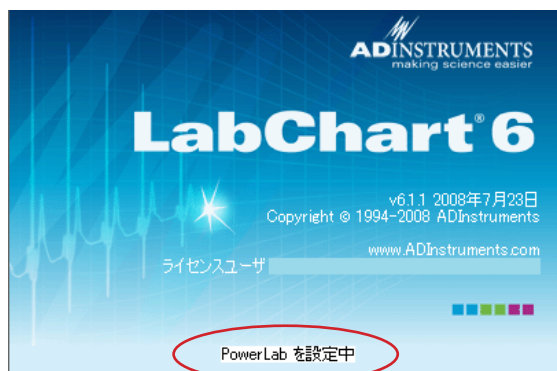 ADINSTRUMENTS
making science easier
LabChart® 6
v6.1.1 2008年7月23日
Copyright © 1994-2008 ADInstruments
www.ADInstruments.com
ライセンスユーザ
PowerLab を設定中